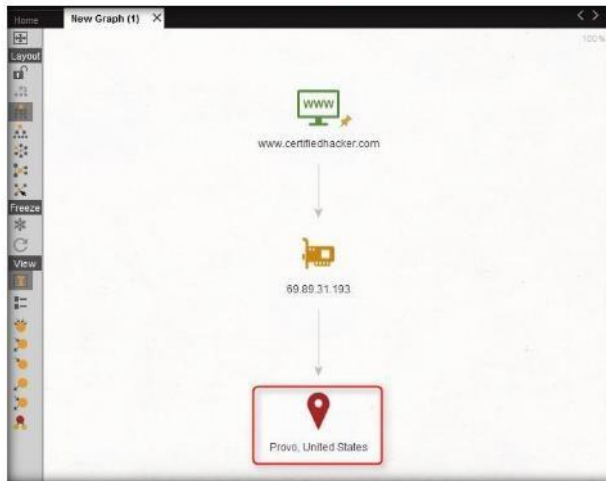 Home
New Graph (1)
100%
Layout
Freeze
View
WWW
www.certifiedhacker.com
69.89.31.193
Provo, United States